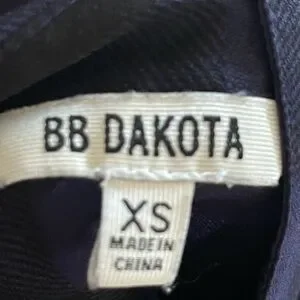 BB DAKOTA
XS
MADE IN
CHINA